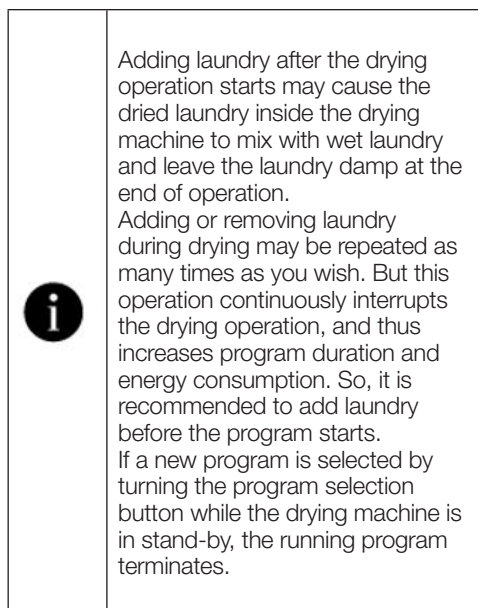 Adding laundry after the drying
operation starts may cause the
dried laundry inside the drying
machine to mix with wet laundry
and leave the laundry damp at the
end of operation.
Adding or removing laundry
during drying may be repeated as
many times as you wish. But this
operation continuously interrupts
the drying operation, and thus
increases program duration and
energy consumption. So, it is
recommended to add laundry
before the program starts.
If a new program is selected by
turning the program selection
button while the drying machine is
in stand-by, the running program
terminates.